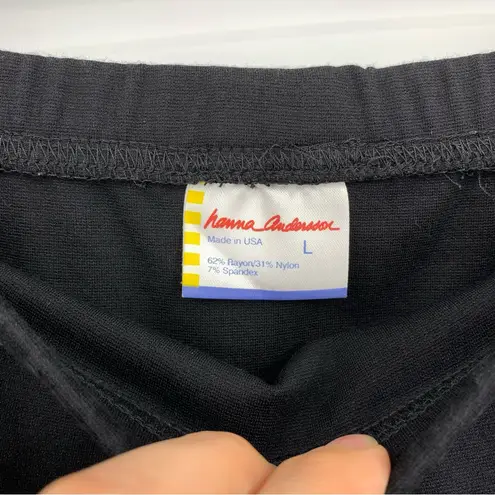 hanna Andersson
Made in USA
L
62% Rayon/31% Nylon
7% Spandex